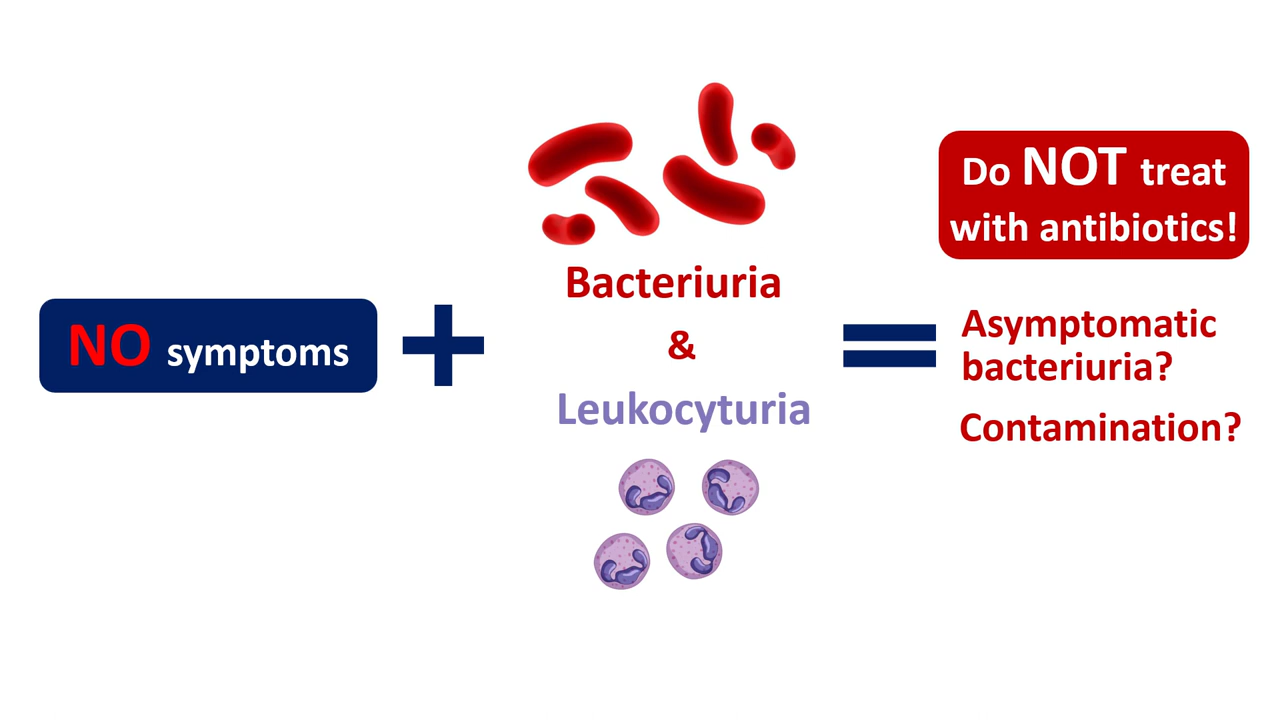 NO symptoms
Bacteriuria
&
Leukocyturia
Do NOT treat
with antibiotics!
Asymptomatic
bacteriuria?
Contamination?